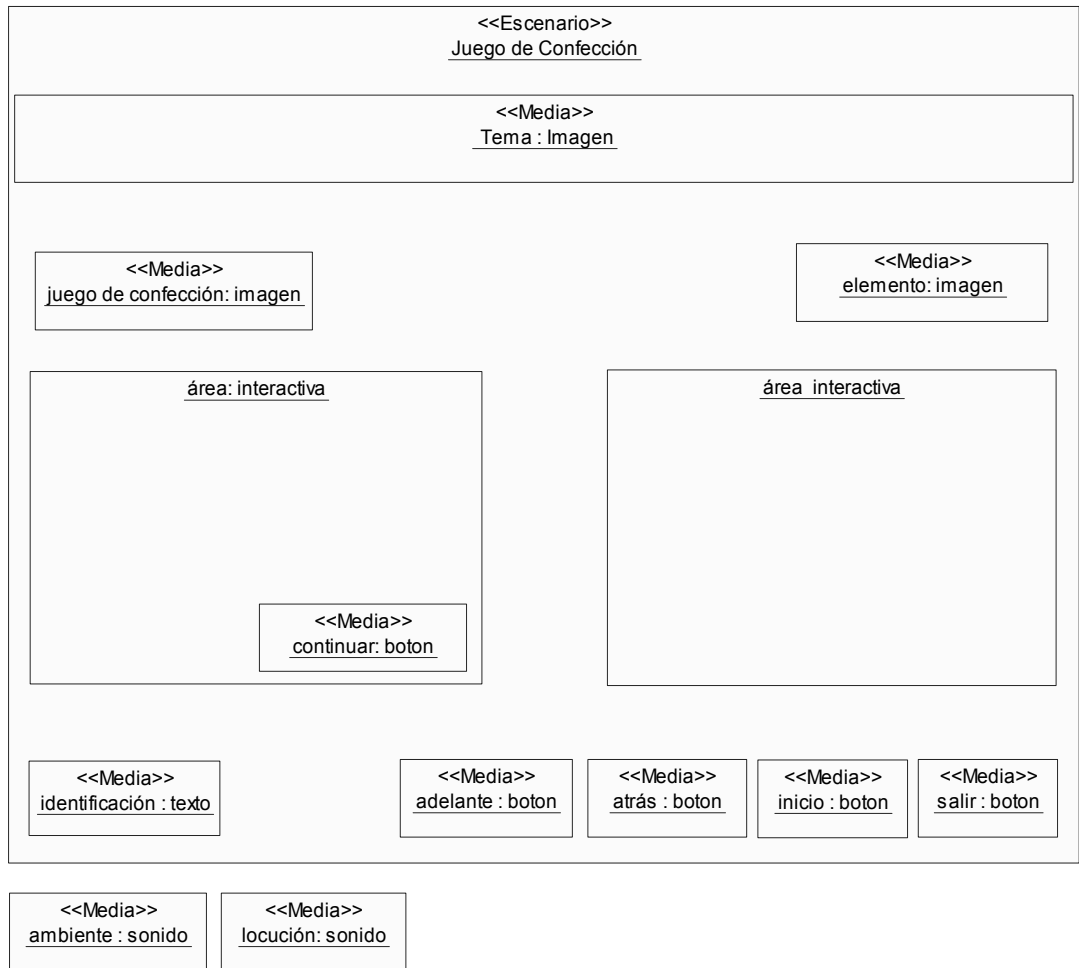 <<Escenario>>
Juego de Confección
<<Media>>
Tema : Imagen
<<Media>>
juego de confección: imagen
<<Media>>
elemento: imagen
área: interactiva
área interactiva
<<Media>>
continuar: boton
<<Media>>
identificación : texto
<<Media>>
adelante : boton
<<Media>>
atrás : boton
<<Media>>
inicio : boton
<<Media>>
salir : boton
<<Media>>
ambiente : sonido
<<Media>>
locución: sonido